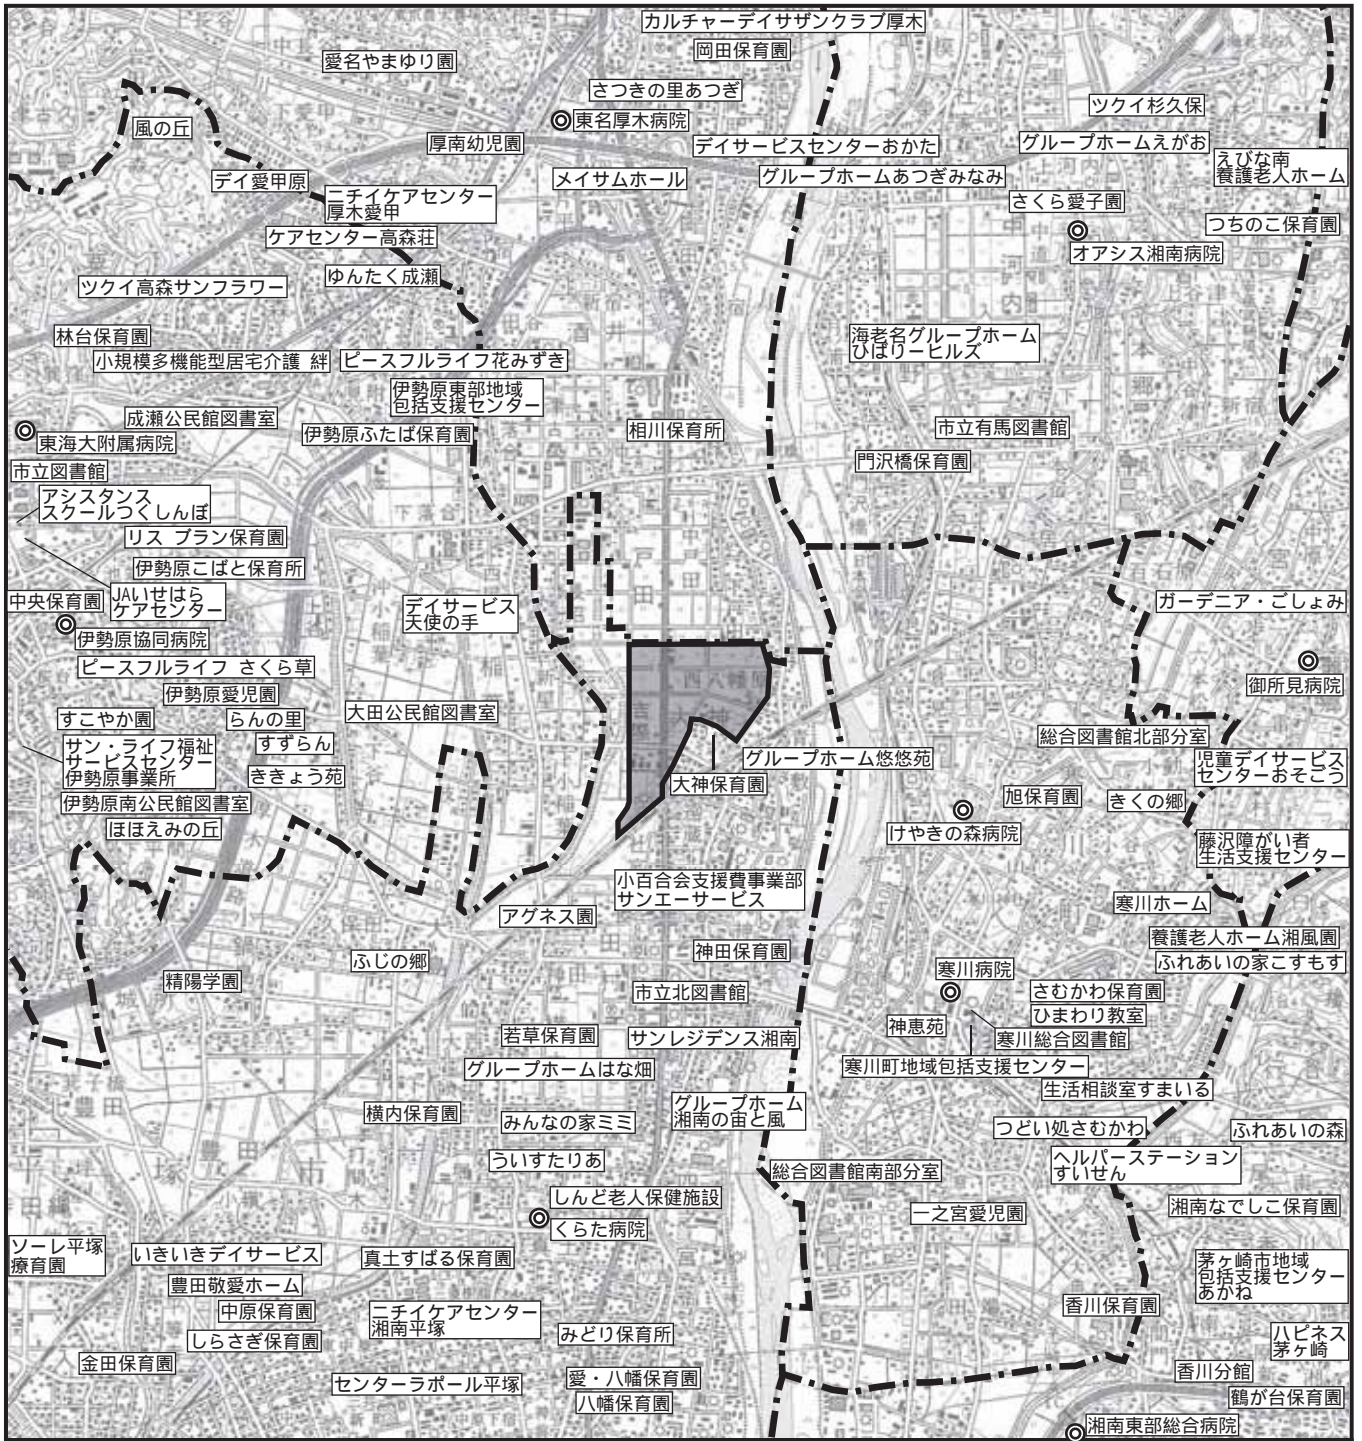 カルチャーデイサザンクラブ厚木
岡田保育園
愛名やまゆり園
さつきの里あつぎ
東名厚木病院
ツクイ杉久保
風の丘
厚南幼児園
デイサービスセンターおかた
グループホームえがお
えびな南
養護老人ホーム
デイ愛甲原
メイサムホール
グループホームあつぎみなみ
ニチイケアセンター
厚木愛甲
さくら愛子園
つちのこ保育園
ケアセンター高森荘
オアシス湘南病院
ゆんたく成瀬
ツクイ高森サンフラワー
林台保育園
海老名グループホーム
ひばりーヒルズ
小規模多機能型居宅介護 絆
ピースフルライフ花みずき
伊勢原東部地域
包括支援センター
成瀬公民館図書室
伊勢原ふたば保育園
相川保育所
市立有馬図書館
東海大附属病院
門沢橋保育園
市立図書館
アシスタンス
スクールつくしんぼ
リス ブラン保育園
伊勢原こばと保育所
JAいせはら
ケアセンター
中央保育園
デイサービス
天使の手
ガーデニア・ごしょみ
伊勢原協同病院
ピースフルライフ さくら草
御所見病院
伊勢原愛児園
大田公民館図書室
すこやか園
らんの里
総合図書館北部分室
サン・ライフ福祉
サービスセンター
伊勢原事業所
すずらん
グループホーム悠悠苑
児童デイサービス
センターおそごう
ききょう苑
大神保育園
旭保育園
きくの郷
伊勢原南公民館図書室
ほほえみの丘
けやきの森病院
藤沢障がい者
生活支援センター
小百合会支援費事業部
サンエーサービス
寒川ホーム
アグネス園
養護老人ホーム湘風園
神田保育園
ふじの郷
ふれあいの家こすもす
寒川病院
精陽学園
市立北図書館
さむかわ保育園
ひまわり教室
神恵苑
若草保育園
サンレジデンス湘南
寒川総合図書館
グループホームはな畑
寒川町地域包括支援センター
生活相談室すまいる
横内保育園
グループホーム
湘南の宙と風
みんなの家ミミ
つどい処さむかわ
ふれあいの森
ういすたりあ
総合図書館南部分室
ヘルパーステーション
すいせん
しんど老人保健施設
一之宮愛児園
湘南なでしこ保育園
くらた病院
ソーレ平塚
療育園
いきいきデイサービス
真土すばる保育園
茅ヶ崎市地域
包括支援センター
あかね
豊田敬愛ホーム
中原保育園
ニチイケアセンター
湘南平塚
香川保育園
しらさぎ保育園
みどり保育所
ハピネス
茅ヶ崎
金田保育園
センターラポール平塚
愛・八幡保育園
香川分館
八幡保育園
鶴が台保育園
湘南東部総合病院